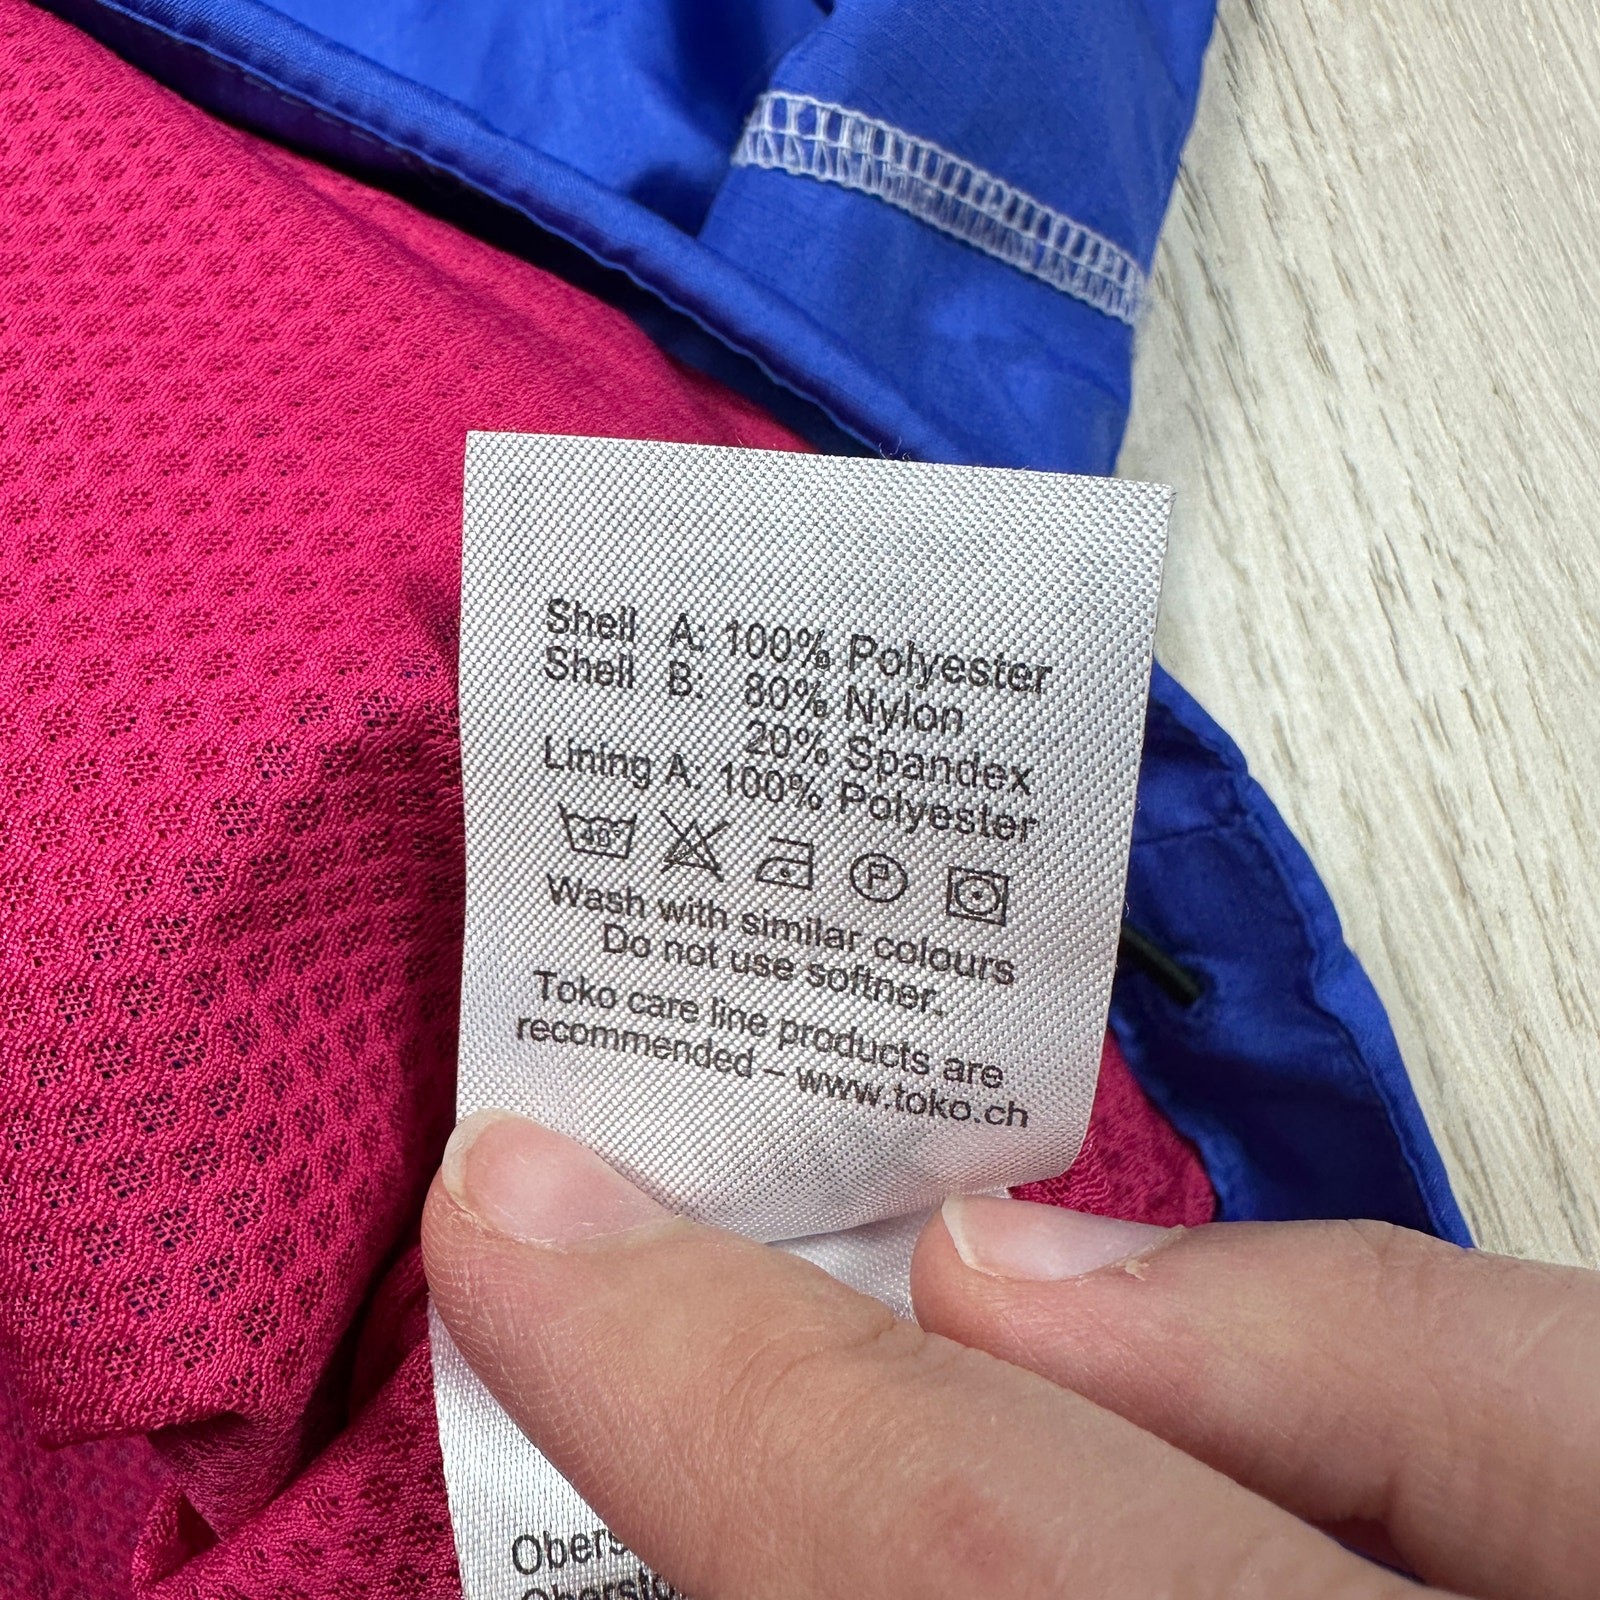 Shell A: 100% Polyester
Shell B: 80% Nylon
20% Spandex
Lining A: 100% Polyester
40°
P
Wash with similar colours
Do not use softner.
Toko care line products are
recommended – www.toko.ch